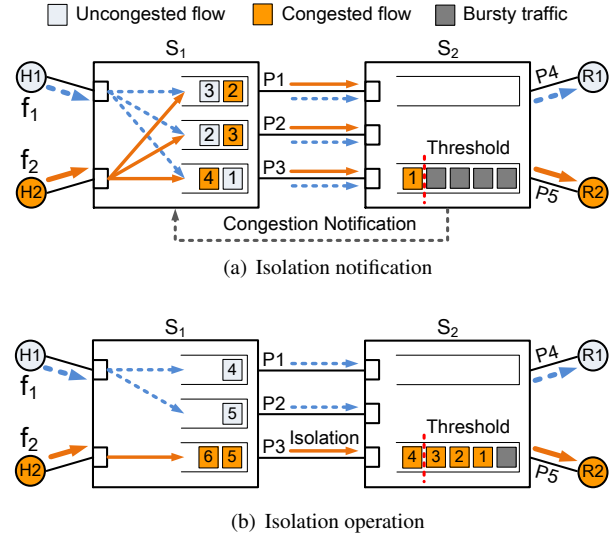 Uncongested flow Congested flow Bursty traffic
S1 S2
H1 3 2 P1 P4 R1
f1
2 3 P2
f2 P3 Threshold
H2 4 1 1 P5 R2
Congestion Notification
(a) Isolation notification
S1 S2
H1 4 P1 P4 R1
f1
5 P2
f2 P3 Isolation Threshold
H2 6 5 4 3 2 1 P5 R2
(b) Isolation operation